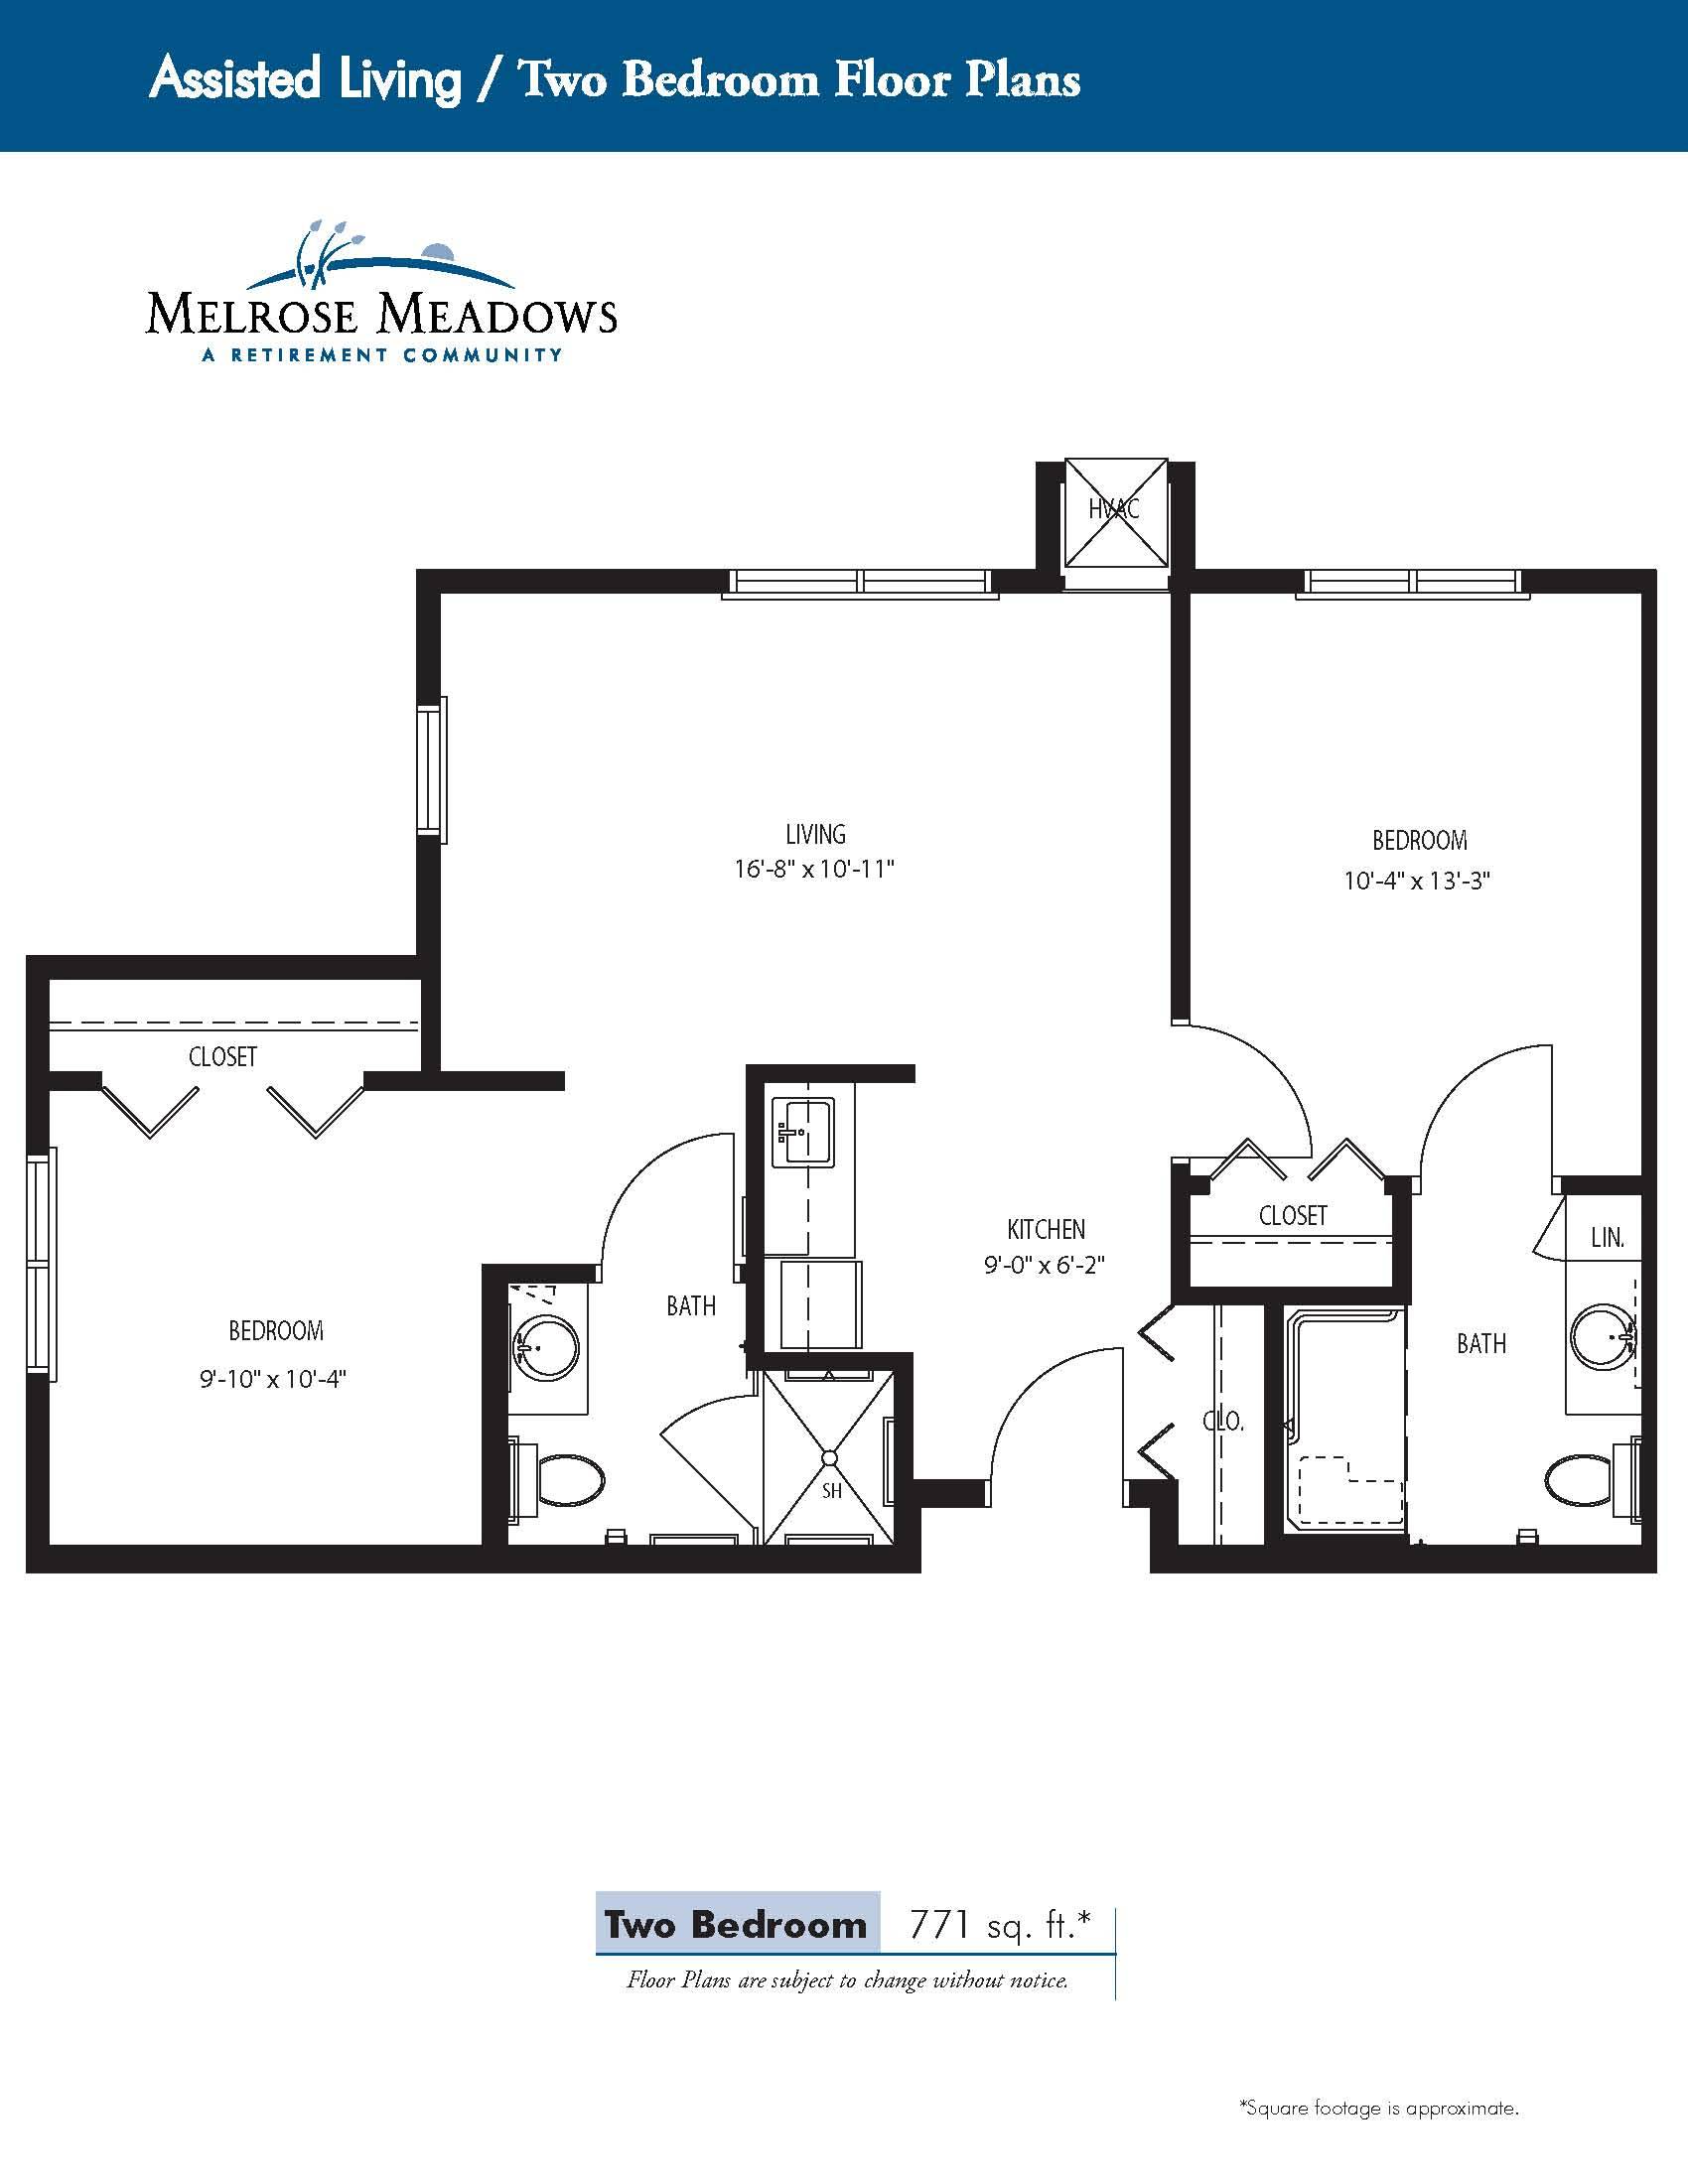 Assisted Living / Two Bedroom Floor Plans
MELROSE MEADOWS
A RETIREMENT COMMUNITY
HVAC
LIVING
16'-8" x 10'-11"
BEDROOM
10'-4" x 13'-3"
CLOSET
CLOSET
KITCHEN
9'-0" x 6'-2"
LIN.
BATH
BEDROOM
9'-10" x 10'-4"
BATH
CLO.
SH
Two Bedroom 771 sq. ft.*
Floor Plans are subject to change without notice.
*Square footage is approximate.